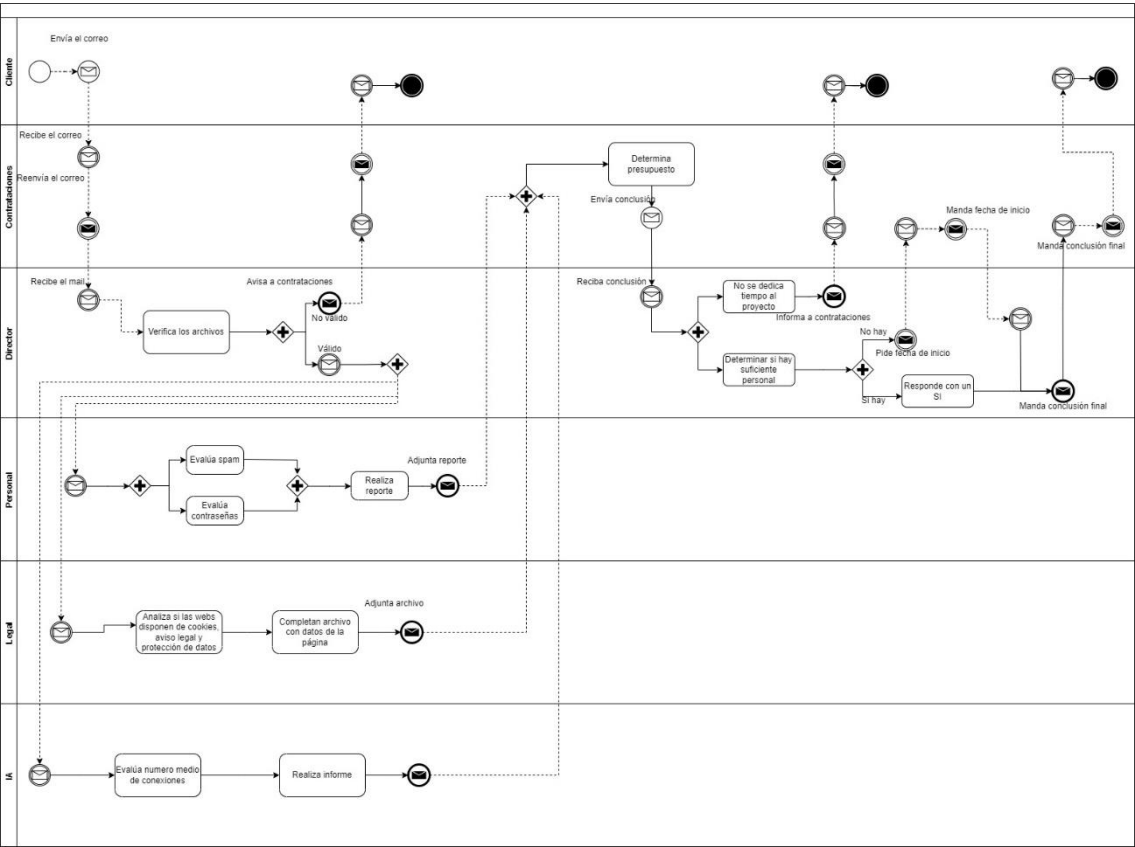 Cliente
Envía el correo
Contrataciones
Recibe el correo
Reenvía el correo
Determina
presupuesto
Envía conclusión
Manda fecha de inicio
Manda conclusión final
Director
Recibe el mail
Verifica los archivos
Avisa a contrataciones
No válido
Válido
Reciba conclusión
No se dedica
tiempo al
proyecto
Informa a contrataciones
Determinar si hay
suficiente
personal
No hay
Pide fecha de inicio
Si hay
Responde con un
SI
Manda conclusión final
Personal
Evalúa spam
Evalúa
contraseñas
Realiza
reporte
Adjunta reporte
Legal
Analiza si las webs
disponen de cookies,
aviso legal y
protección de datos
Completan archivo
con datos de la
página
Adjunta archivo
IA
Evalúa numero medio
de conexiones
Realiza informe